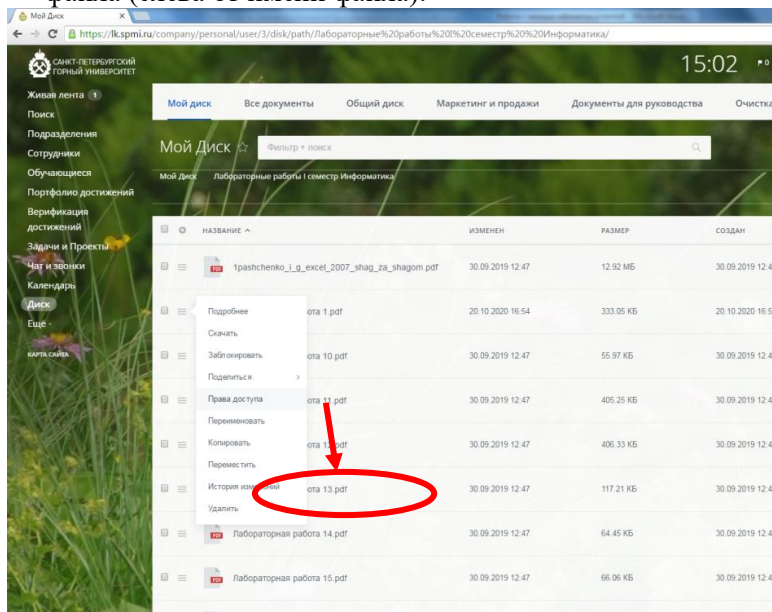 файла (слева от имени файла).
Мой Диск ×
https://lk.spmi.ru/company/personal/user/3/disk/path/Лабораторные%20работы%20I%20семестр%20%20Информатика/
САНКТ-ПЕТЕРБУРГСКИЙ
ГОРНЫЙ УНИВЕРСИТЕТ
15:02 0
Живая лента 1
Поиск
Подразделения
Сотрудники
Обучающиеся
Портфолио достижений
Верификация
достижений
Задачи и Проекты
Чат и звонки
Календарь
Диск
Еще -
КАРТА САЙТА
Мой диск Все документы Общий диск Маркетинг и продажи Документы для руководства Очистка
Мой Диск Фильтр + поиск
Мой Диск Лабораторные работы I семестр Информатика
НАЗВАНИЕ ИЗМЕНЕН РАЗМЕР СОЗДАН
PDF 1pashchenko_i_g_excel_2007_shag_za_shagom.pdf 30.09.2019 12:47 12.92 МБ 30.09.2019 12:4
ота 1.pdf 20.10.2020 16:54 333.05 КБ 20.10.2020 16:5
ота 10.pdf 30.09.2019 12:47 55.97 КБ 30.09.2019 12:4
ота 11.pdf 30.09.2019 12:47 405.25 КБ 30.09.2019 12:4
ота 12.pdf 30.09.2019 12:47 406.33 КБ 30.09.2019 12:4
ота 13.pdf 30.09.2019 12:47 117.21 КБ 30.09.2019 12:4
PDF Лабораторная работа 14.pdf 30.09.2019 12:47 64.45 КБ 30.09.2019 12:4
PDF Лабораторная работа 15.pdf 30.09.2019 12:47 66.06 КБ 30.09.2019 12:4
Подробнее
Скачать
Заблокировать
Поделиться >
Права доступа
Переименовать
Копировать
Переместить
История изменений
Удалить